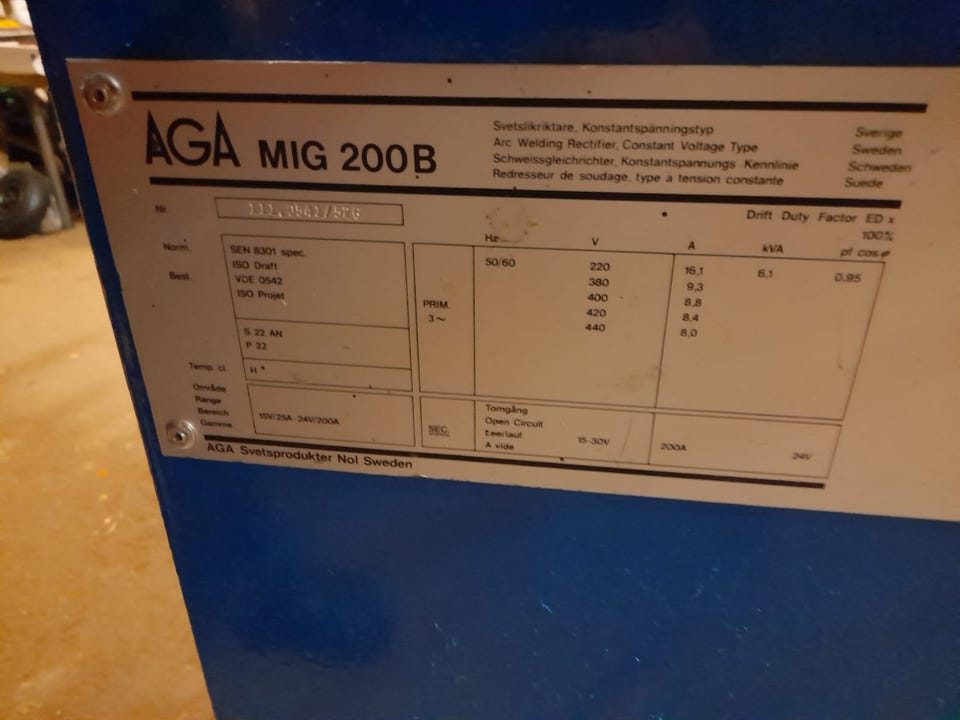 AGA MIG 200B
Svetslikriktare, Konstantspänningstyp
Arc Welding Rectifier, Constant Voltage Type
Schweissgleichrichter, Konstantspannungs Kennlinie
Redresseur de soudage, type a tension constante
Sverige
Sweden
Schweden
Suede
Nr.
Drift Duty Factor ED x
100%
Norm.
SEN 8301 spec.
ISO Draft
VDE 0542
ISO Projet
Best.
S 22 AN
P 22
Temp. cl.
H
Område
Range
Bereich
Gamme
15V/25A-24V/200A
PRIM.
3~
Hz V A kVA pf cos φ
50/60 220 16,1 6,1 0.95
380 9,3
400 8,8
420 8,4
440 8,0
SEC.
Tomgång
Open Circuit
Leerlauf
A vide
15-30V
200A 24V
AGA Svetsprodukter Nol Sweden